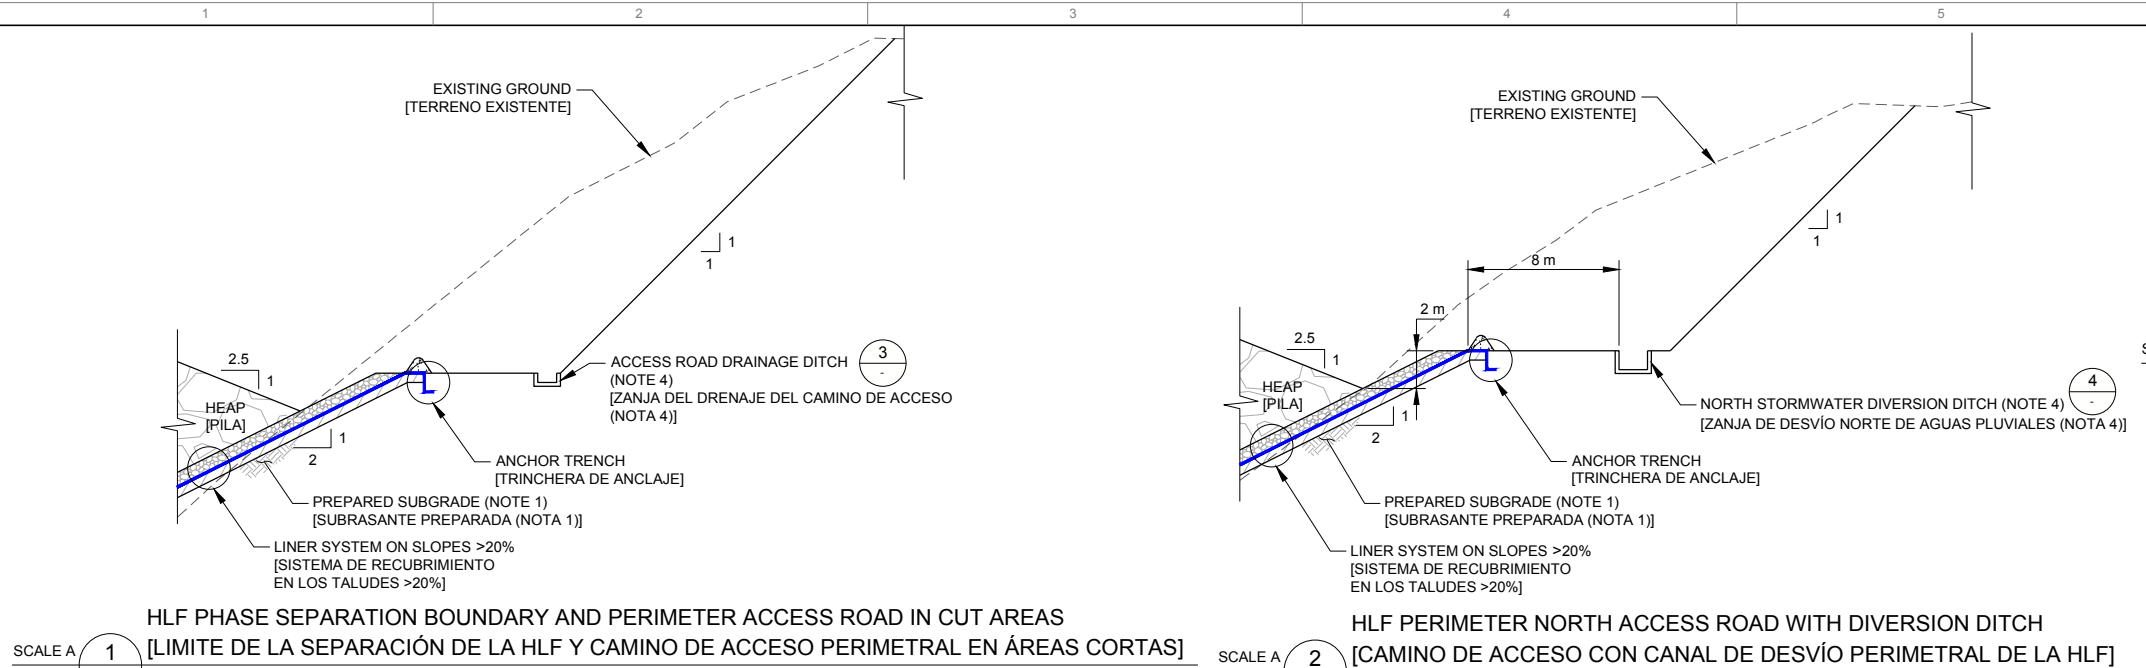 1
2
3
4
5
EXISTING GROUND
[TERRENO EXISTENTE]
1
1
2.5
1
HEAP
[PILA]
1
2
ACCESS ROAD DRAINAGE DITCH
(NOTE 4)
[ZANJA DEL DRENAJE DEL CAMINO DE ACCESO
(NOTA 4)]
3
-
ANCHOR TRENCH
[TRINCHERA DE ANCLAJE]
PREPARED SUBGRADE (NOTE 1)
[SUBRASANTE PREPARADA (NOTA 1)]
LINER SYSTEM ON SLOPES >20%
[SISTEMA DE RECUBRIMIENTO
EN LOS TALUDES >20%]
HLF PHASE SEPARATION BOUNDARY AND PERIMETER ACCESS ROAD IN CUT AREAS
SCALE A 1 [LIMITE DE LA SEPARACIÓN DE LA HLF Y CAMINO DE ACCESO PERIMETRAL EN ÁREAS CORTAS]
EXISTING GROUND
[TERRENO EXISTENTE]
1
1
8 m
2 m
2.5
1
HEAP
[PILA]
1
2
4
-
NORTH STORMWATER DIVERSION DITCH (NOTE 4)
[ZANJA DE DESVÍO NORTE DE AGUAS PLUVIALES (NOTA 4)]
ANCHOR TRENCH
[TRINCHERA DE ANCLAJE]
PREPARED SUBGRADE (NOTE 1)
[SUBRASANTE PREPARADA (NOTA 1)]
LINER SYSTEM ON SLOPES >20%
[SISTEMA DE RECUBRIMIENTO
EN LOS TALUDES >20%]
HLF PERIMETER NORTH ACCESS ROAD WITH DIVERSION DITCH
SCALE A 2 [CAMINO DE ACCESO CON CANAL DE DESVÍO PERIMETRAL DE LA HLF]